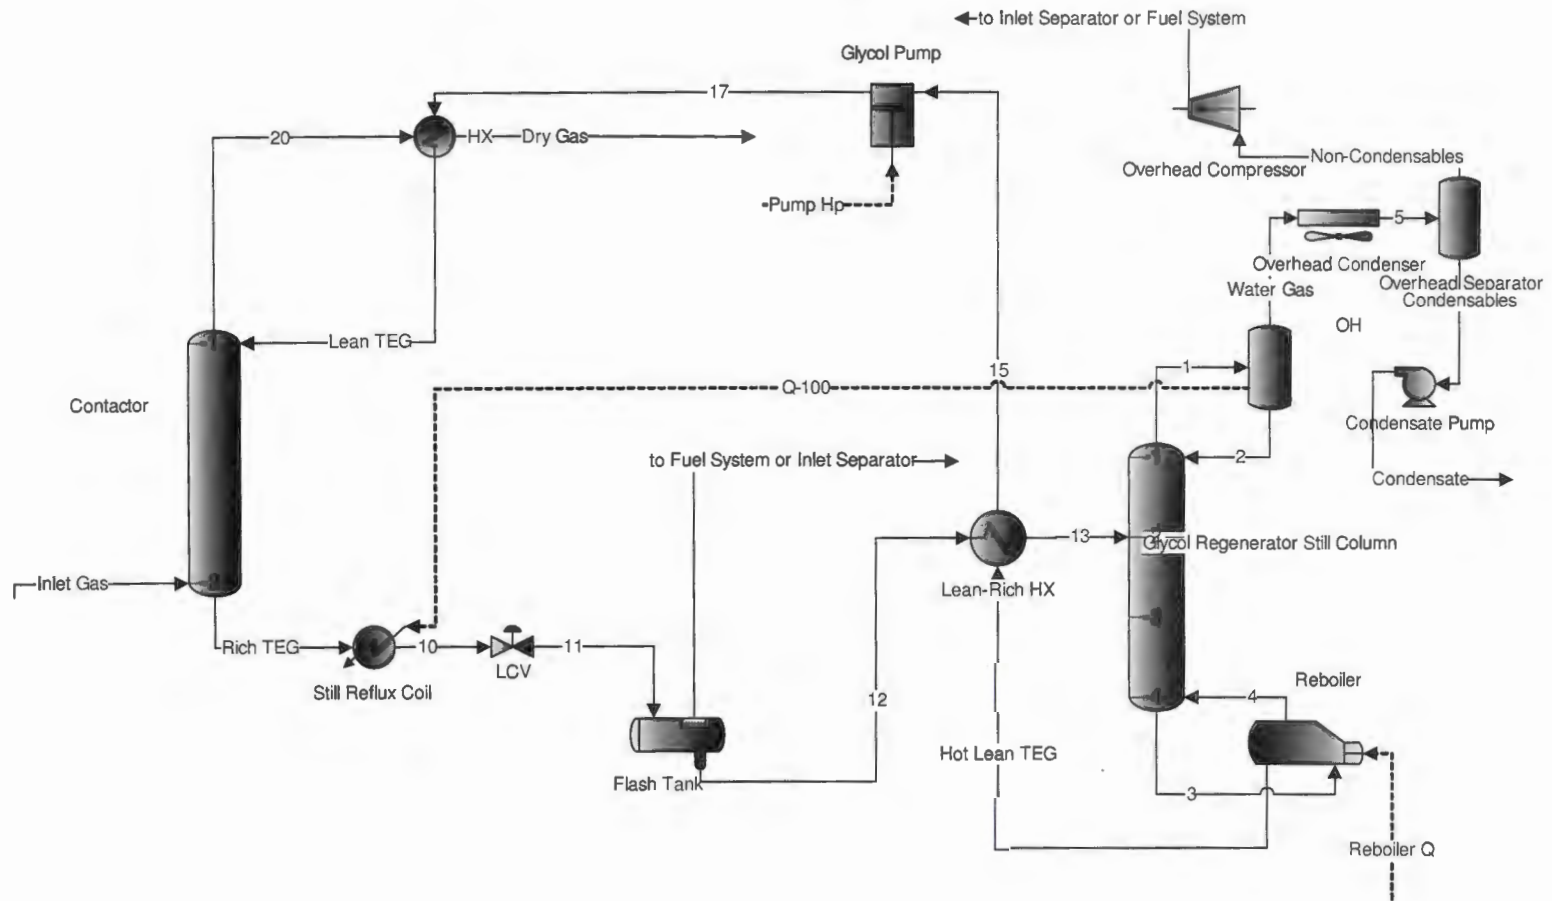 to Inlet Separator or Fuel System
Glycol Pump
17
20
HX
Dry Gas
Non-Condensables
Overhead Compressor
Pump Hp
5
Overhead Condenser
Overhead Separator
Water Gas
Condensables
OH
Lean TEG
1
15
Q-100
Contactor
Condensate Pump
2
to Fuel System or Inlet Separator
Condensate
13
Glycol Regenerator Still Column
Inlet Gas
Lean-Rich HX
Rich TEG
10
11
LCV
Still Reflux Coil
Reboiler
4
12
Hot Lean TEG
Flash Tank
3
Reboiler Q